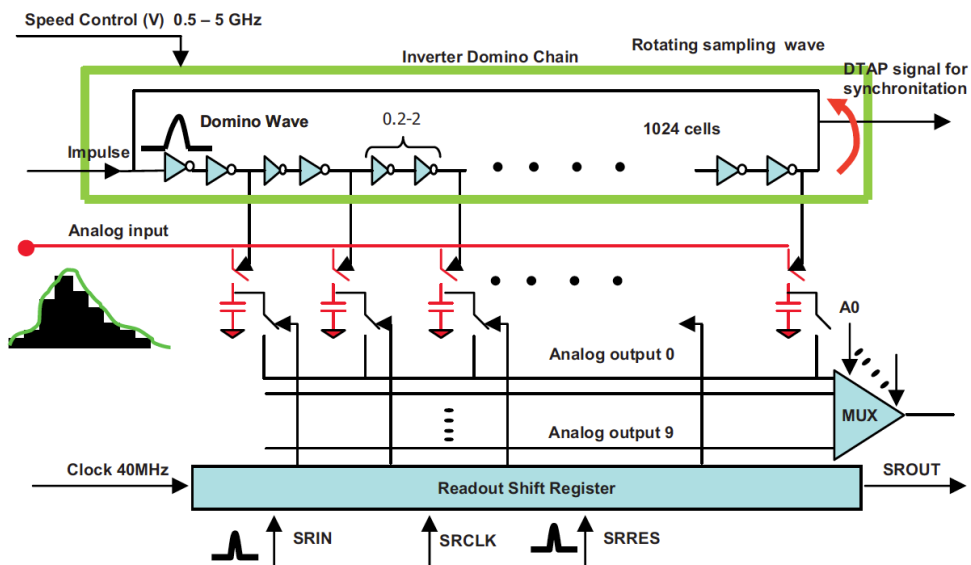 Speed Control (V)  0.5 – 5 GHz
Rotating sampling wave
Inverter Domino Chain
DTAP signal for
synchronitation
Domino Wave
0.2-2
1024 cells
Impulse
Analog input
A0
Analog output 0
MUX
Analog output 9
Clock 40MHz
SROUT
Readout Shift Register
SRIN
SRCLK
SRRES